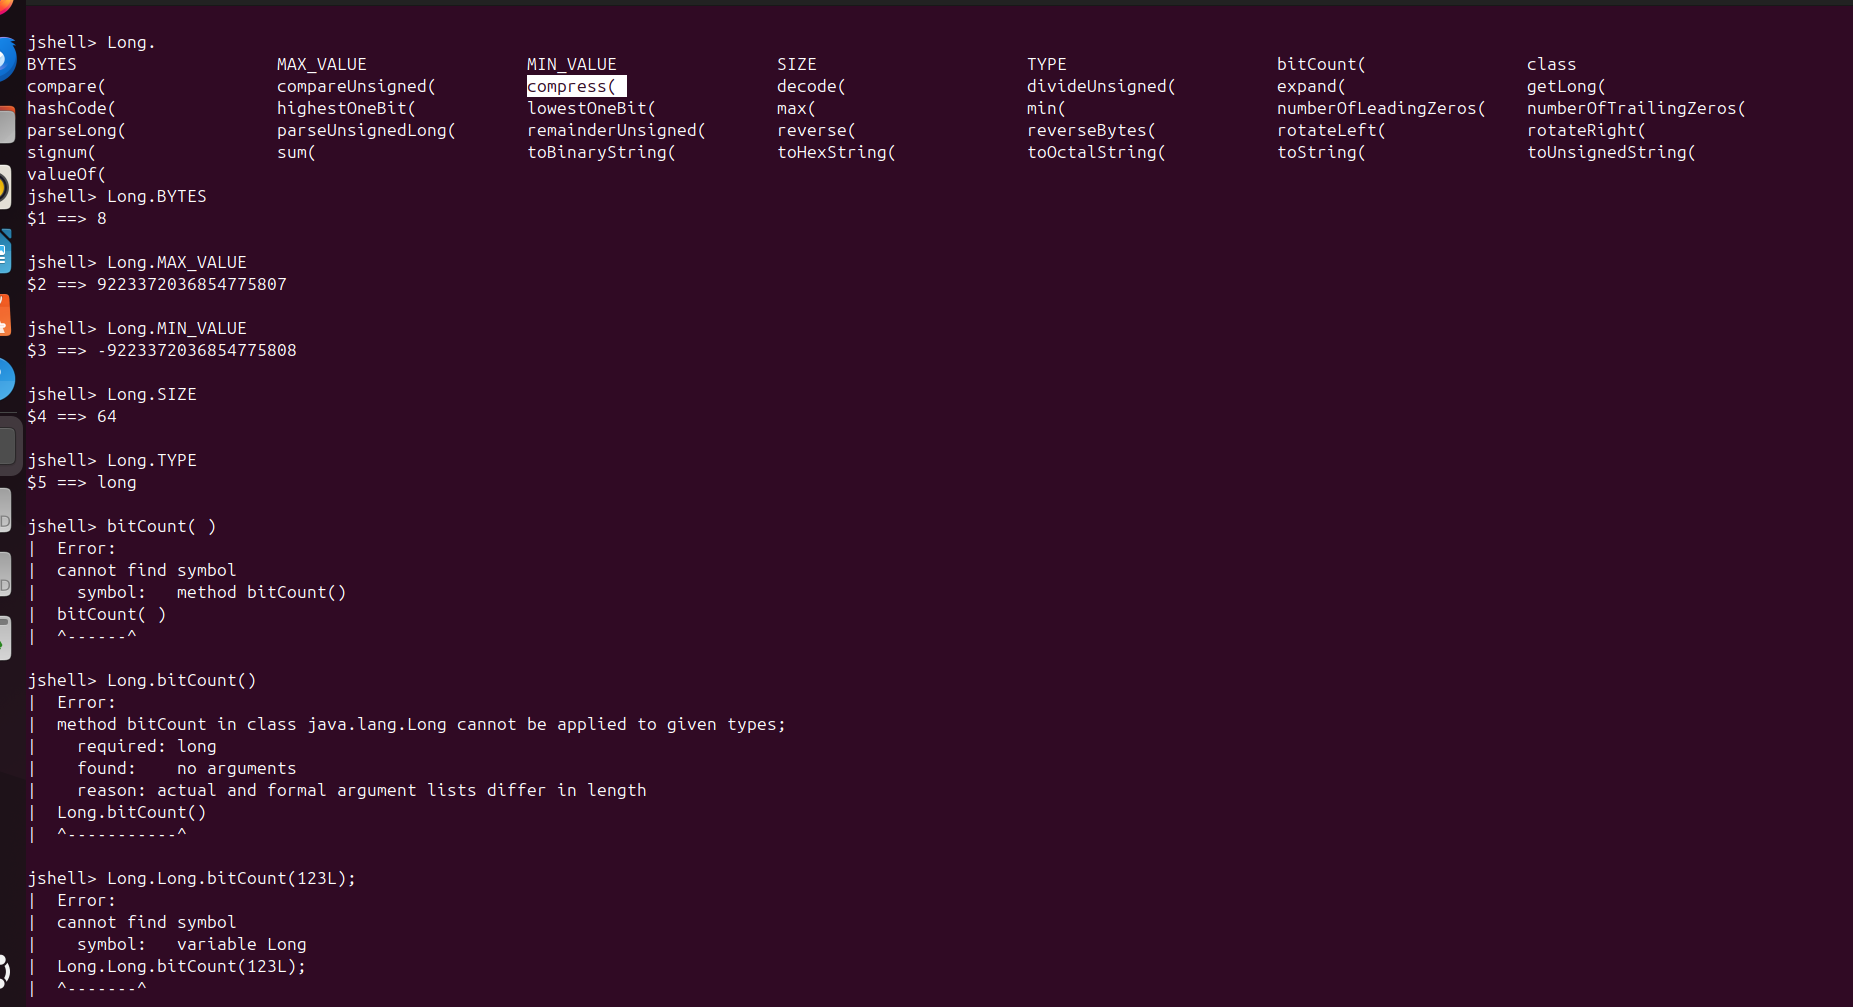 jshell> Long.
BYTES MAX_VALUE MIN_VALUE SIZE TYPE bitCount( class
compare( compareUnsigned( compress( decode( divideUnsigned( expand( getLong(
hashCode( highestOneBit( lowestOneBit( max( min( numberOfLeadingZeros( numberOfTrailingZeros(
parseLong( parseUnsignedLong( remainderUnsigned( reverse( reverseBytes( rotateLeft( rotateRight(
signum( sum( toBinaryString( toHexString( toOctalString( toString( toUnsignedString(
valueOf(
jshell> Long.BYTES
$1 ==> 8
jshell> Long.MAX_VALUE
$2 ==> 9223372036854775807
jshell> Long.MIN_VALUE
$3 ==> -9223372036854775808
jshell> Long.SIZE
$4 ==> 64
jshell> Long.TYPE
$5 ==> long
jshell> bitCount( )
|  Error:
|  cannot find symbol
|    symbol:   method bitCount()
|  bitCount( )
|  ^------^
jshell> Long.bitCount()
|  Error:
|  method bitCount in class java.lang.Long cannot be applied to given types;
|    required: long
|    found:    no arguments
|    reason: actual and formal argument lists differ in length
|  Long.bitCount()
|  ^-----------^
jshell> Long.Long.bitCount(123L);
|  Error:
|  cannot find symbol
|    symbol:   variable Long
|  Long.Long.bitCount(123L);
|  ^-------^